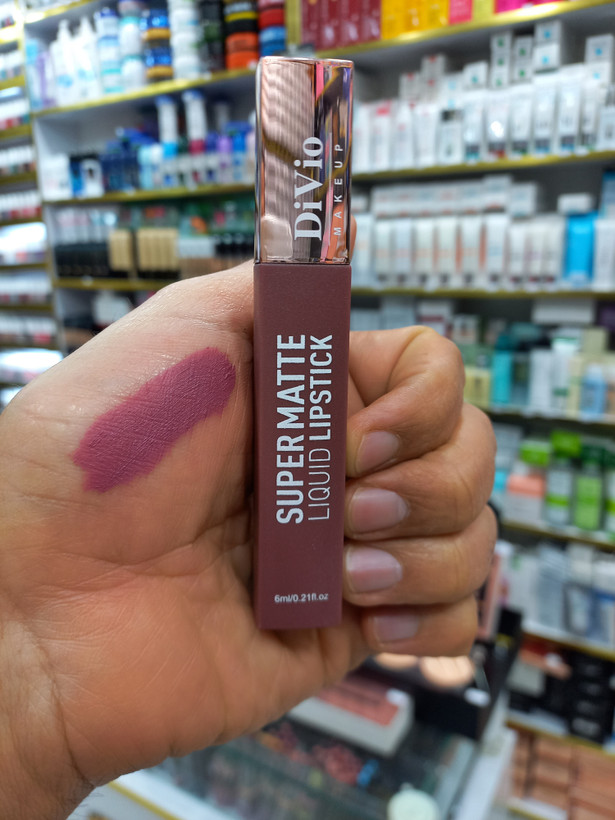 DiVio
MAKEUP
SUPER MATTE
LIQUID LIPSTICK
6ml/0.21fl.oz